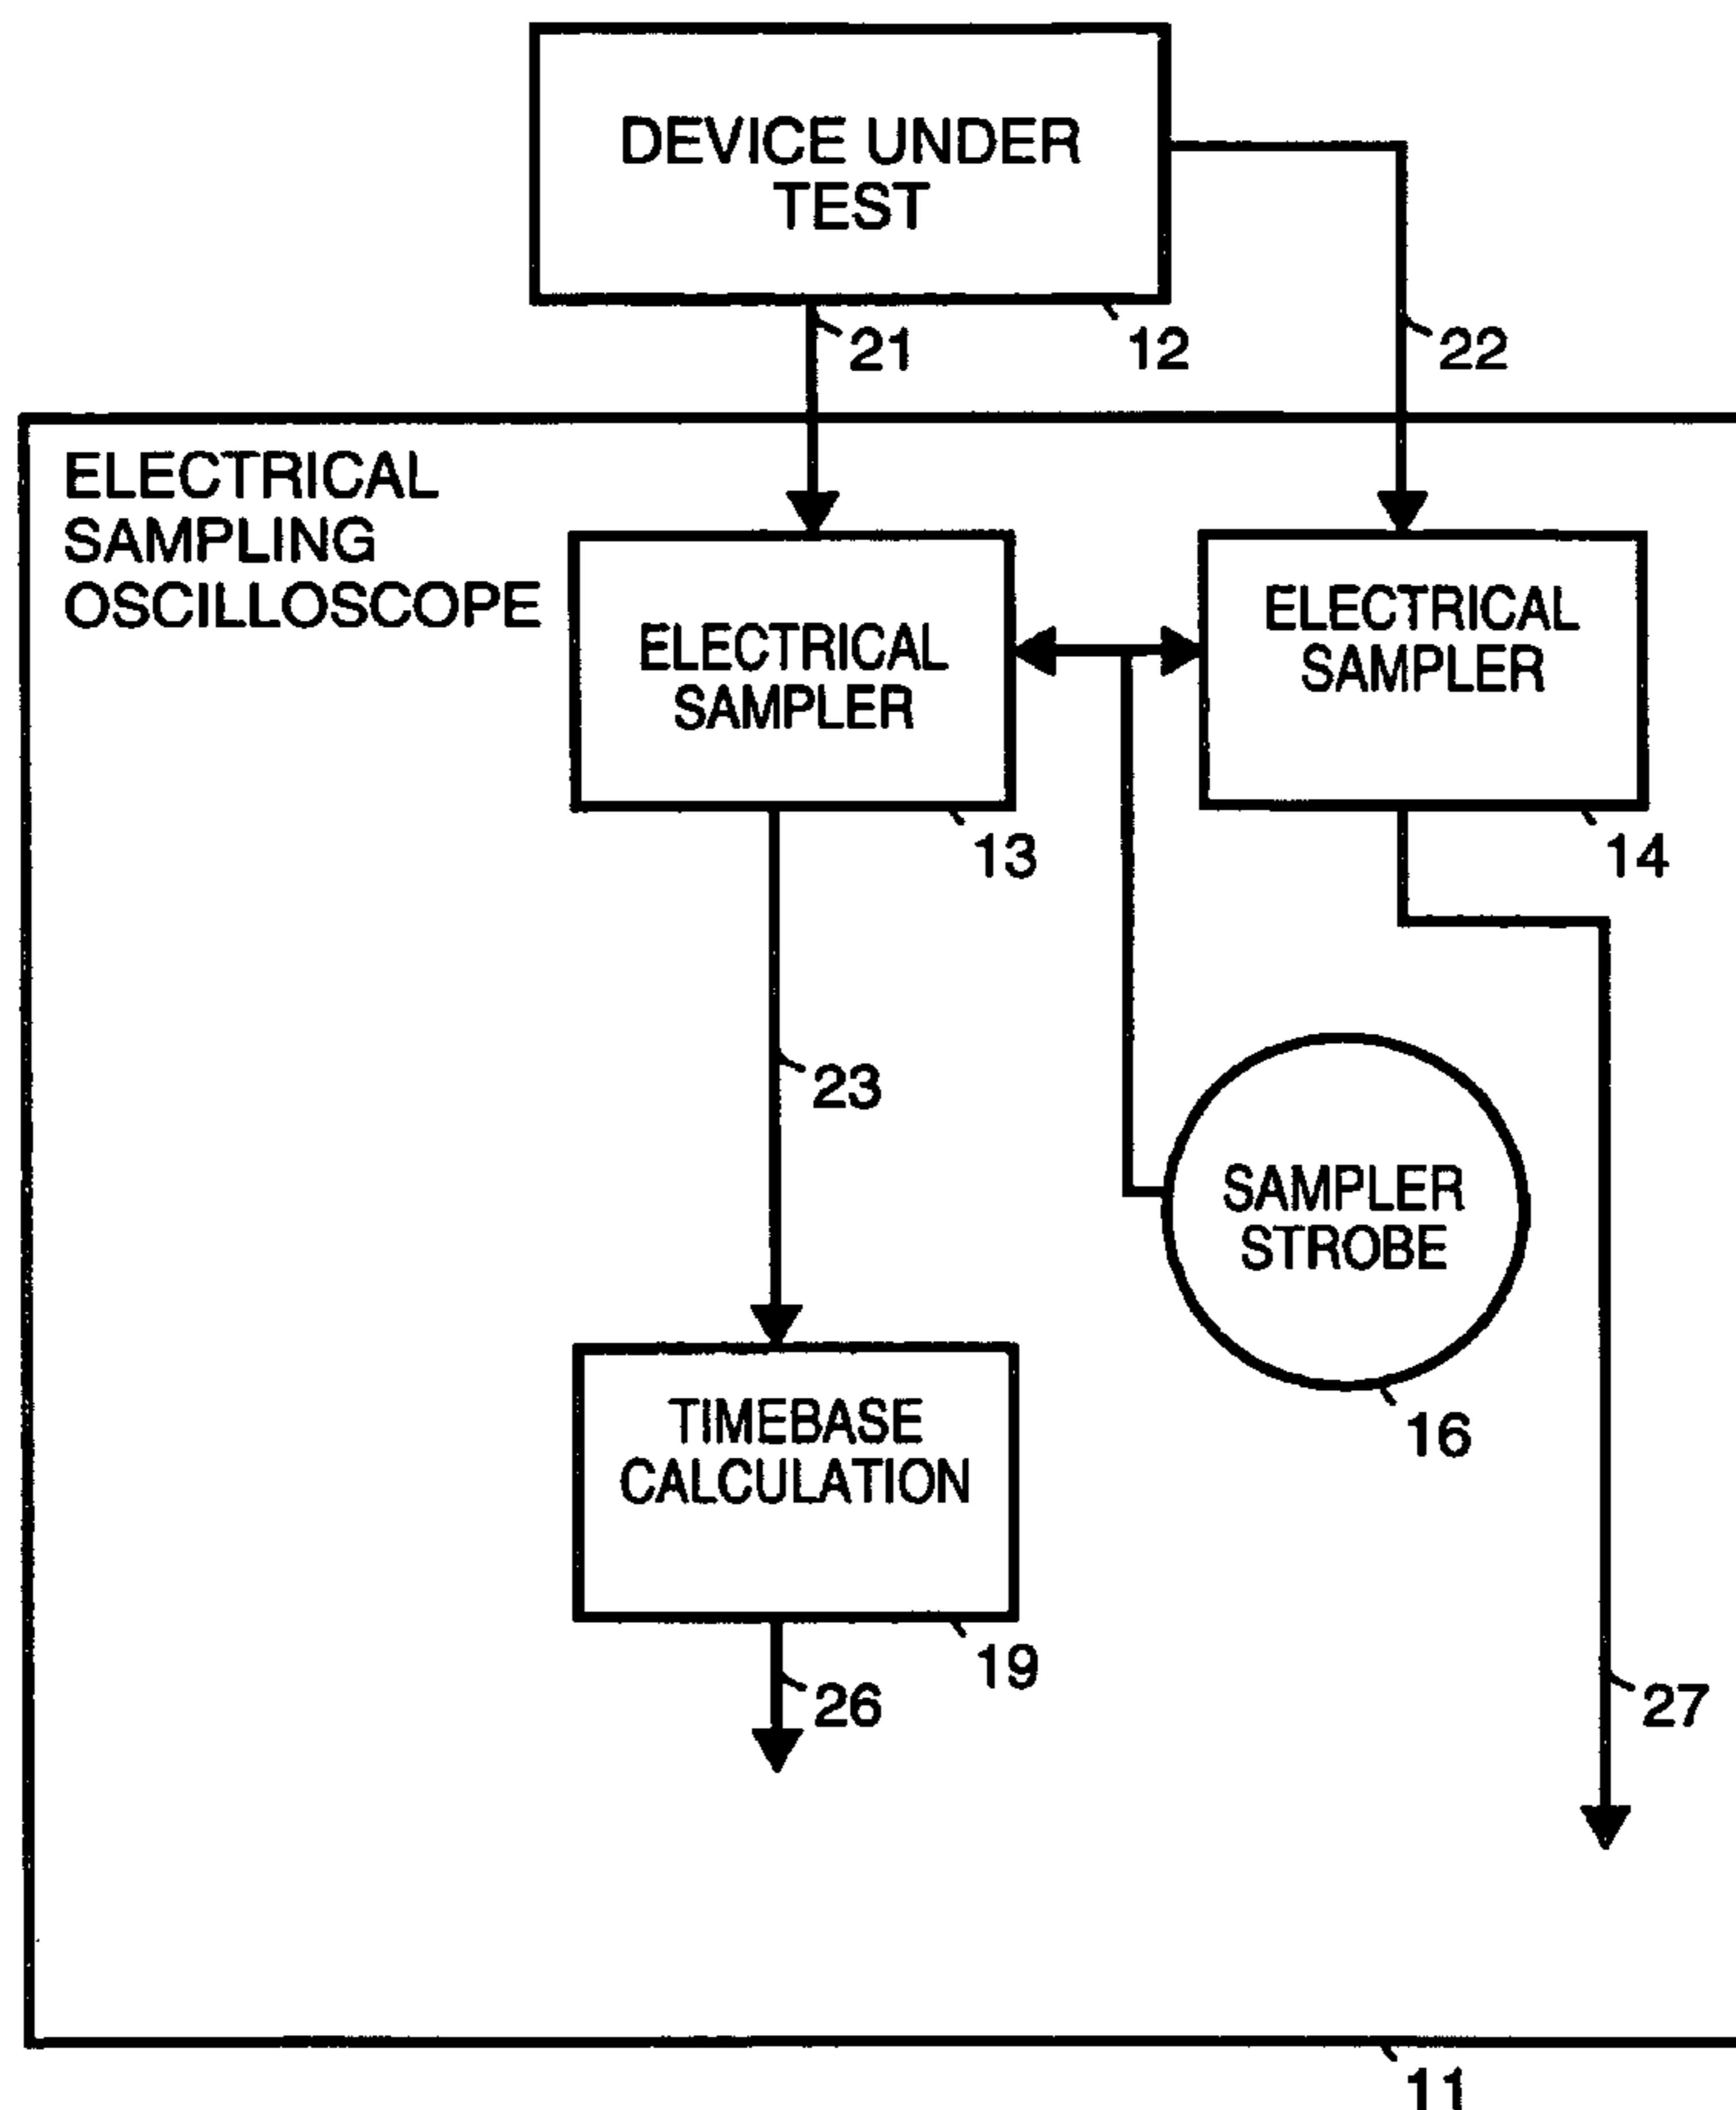 DEVICE UNDER
TEST
21
12
22
ELECTRICAL
SAMPLING
OSCILLOSCOPE
ELECTRICAL
SAMPLER
ELECTRICAL
SAMPLER
13
14
23
SAMPLER
STROBE
16
TIMEBASE
CALCULATION
19
26
27
11